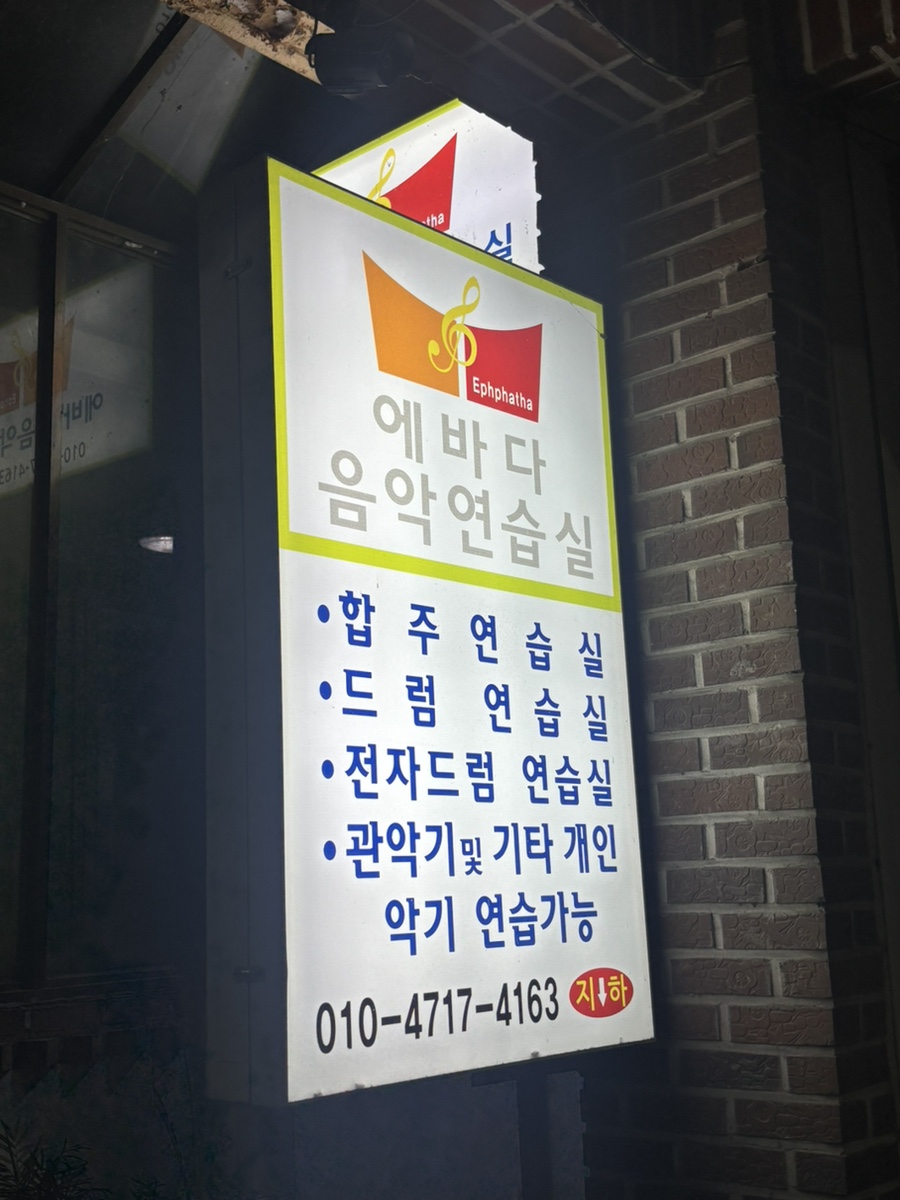 실
Ephphatha
에바다
음악연습실
•합 주 연 습 실
•드 럼 연 습 실
•전자드럼 연습실
•관악기 및 기타 개인
악기 연습가능
010-4717-4163 지↓하